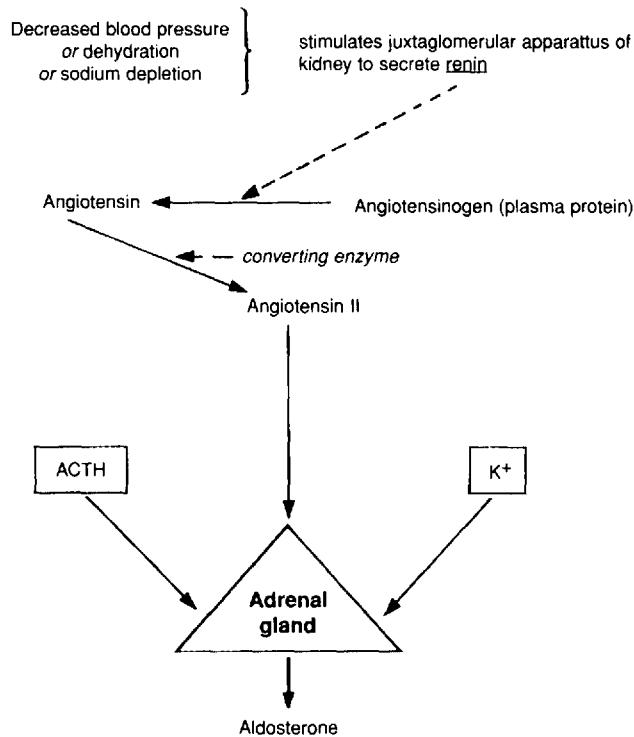 Decreased blood pressure
or dehydration
or sodium depletion
stimulates juxtaglomerular apparattus of
kidney to secrete renin
Angiotensin
Angiotensinogen (plasma protein)
converting enzyme
Angiotensin II
ACTH
K+
Adrenal
gland
Aldosterone